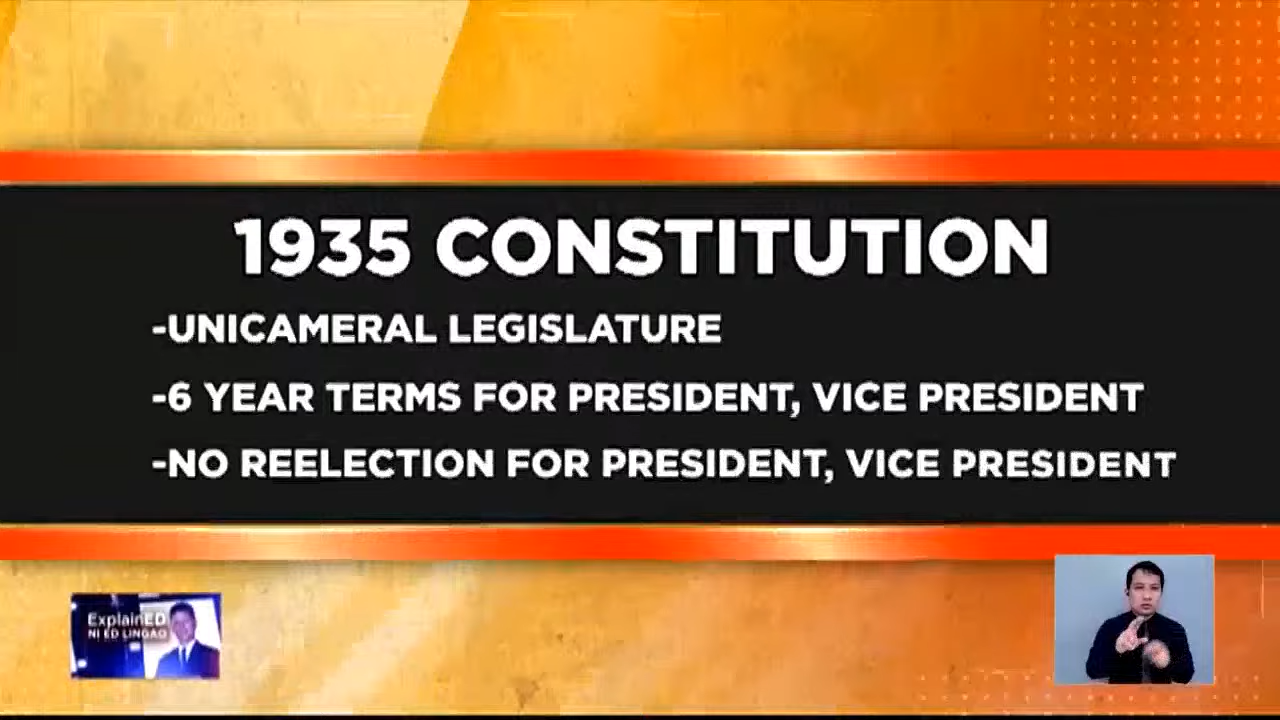 1935 CONSTITUTION
-UNICAMERAL LEGISLATURE
-6 YEAR TERMS FOR PRESIDENT, VICE PRESIDENT
-NO REELECTION FOR PRESIDENT, VICE PRESIDENT
ExplainED
NI ED LINGAO